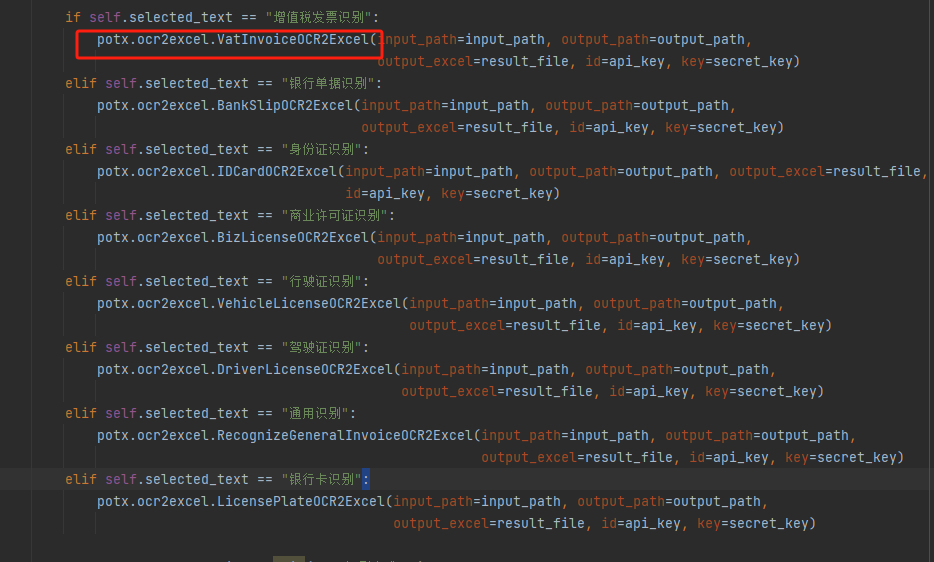 if self.selected_text == "增值税发票识别":
potx.ocr2excel.VatInvoiceOCR2Excel(input_path=input_path, output_path=output_path,
output_excel=result_file, id=api_key, key=secret_key)
elif self.selected_text == "银行单据识别":
potx.ocr2excel.BankSlipOCR2Excel(input_path=input_path, output_path=output_path,
output_excel=result_file, id=api_key, key=secret_key)
elif self.selected_text == "身份证识别":
potx.ocr2excel.IDCardOCR2Excel(input_path=input_path, output_path=output_path, output_excel=result_file,
id=api_key, key=secret_key)
elif self.selected_text == "商业许可证识别":
potx.ocr2excel.BizLicenseOCR2Excel(input_path=input_path, output_path=output_path,
output_excel=result_file, id=api_key, key=secret_key)
elif self.selected_text == "行驶证识别":
potx.ocr2excel.VehicleLicenseOCR2Excel(input_path=input_path, output_path=output_path,
output_excel=result_file, id=api_key, key=secret_key)
elif self.selected_text == "驾驶证识别":
potx.ocr2excel.DriverLicenseOCR2Excel(input_path=input_path, output_path=output_path,
output_excel=result_file, id=api_key, key=secret_key)
elif self.selected_text == "通用识别":
potx.ocr2excel.RecognizeGeneralInvoiceOCR2Excel(input_path=input_path, output_path=output_path,
output_excel=result_file, id=api_key, key=secret_key)
elif self.selected_text == "银行卡识别":
potx.ocr2excel.LicensePlateOCR2Excel(input_path=input_path, output_path=output_path,
output_excel=result_file, id=api_key, key=secret_key)